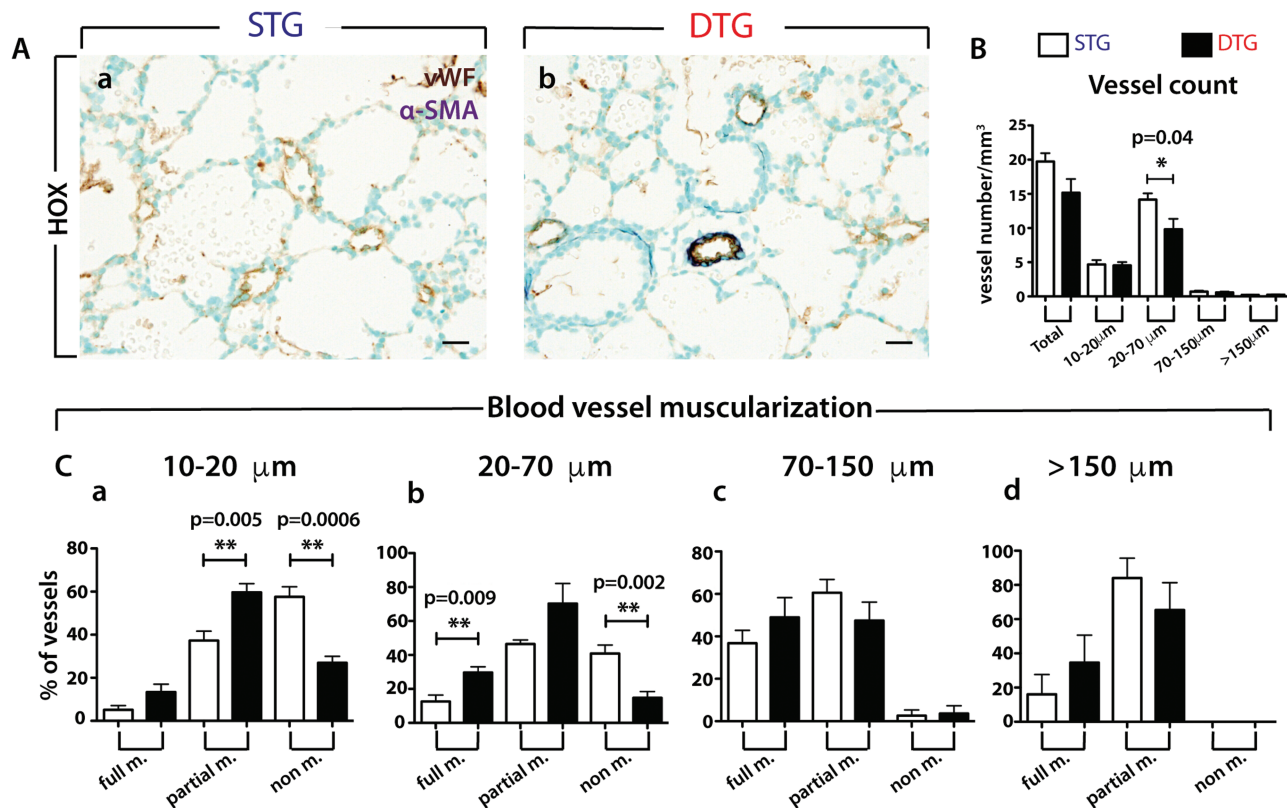 A
STG
DTG
HOX
a
vWF
α-SMA
b
B
STG
DTG
Vessel count
vessel number/mm³
25
20
15
10
5
0
p=0.04
*
Total
10-20μm
20-70 μm
70-150μm
>150μm
Blood vessel muscularization
C
10-20 μm
a
% of vessels
80
60
40
20
0
p=0.005
**
p=0.0006
**
full m.
partial m.
non m.
20-70 μm
b
100
80
60
40
20
0
p=0.009
**
p=0.002
**
full m.
partial m.
non m.
70-150 μm
c
80
60
40
20
0
full m.
partial m.
non m.
>150 μm
d
100
80
60
40
20
0
full m.
partial m.
non m.